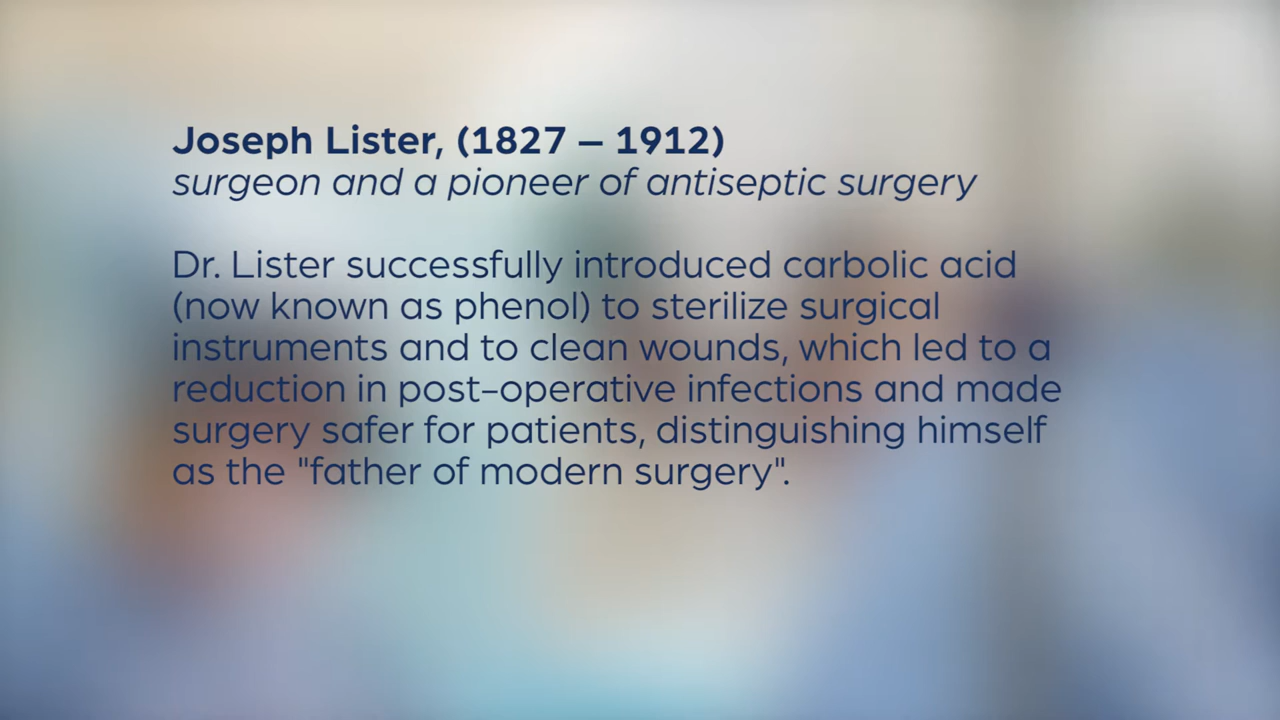 Joseph Lister, (1827 – 1912)
surgeon and a pioneer of antiseptic surgery
Dr. Lister successfully introduced carbolic acid
(now known as phenol) to sterilize surgical
instruments and to clean wounds, which led to a
reduction in post-operative infections and made
surgery safer for patients, distinguishing himself
as the "father of modern surgery".